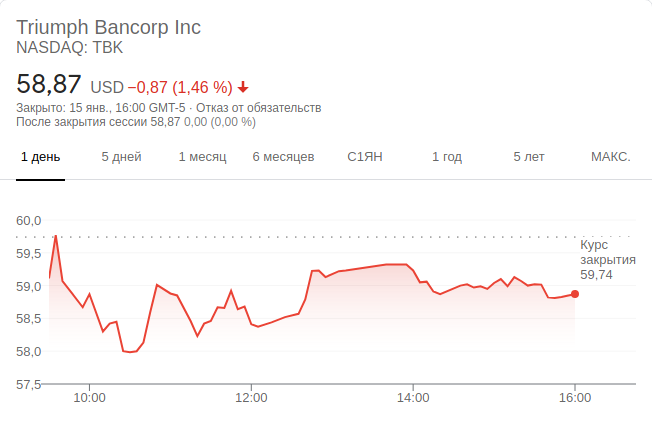 Triumph Bancorp Inc
NASDAQ: TBK
58,87 USD −0,87 (1,46 %)
Закрыто: 15 янв., 16:00 GMT-5 · Отказ от обязательств
После закрытия сессии 58,87 0,00 (0,00 %)
1 день 5 дней 1 месяц 6 месяцев С1ЯН 1 год 5 лет МАКС.
60,0
59,5
59,0
58,5
58,0
57,5
Курс
закрытия
59,74
10:00 12:00 14:00 16:00